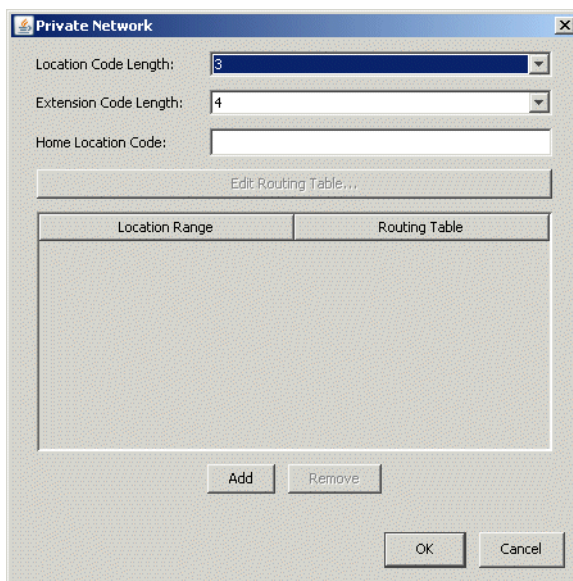 Private Network
Location Code Length: 3
Extension Code Length: 4
Home Location Code:
Edit Routing Table...
Location Range Routing Table
Add Remove
OK Cancel